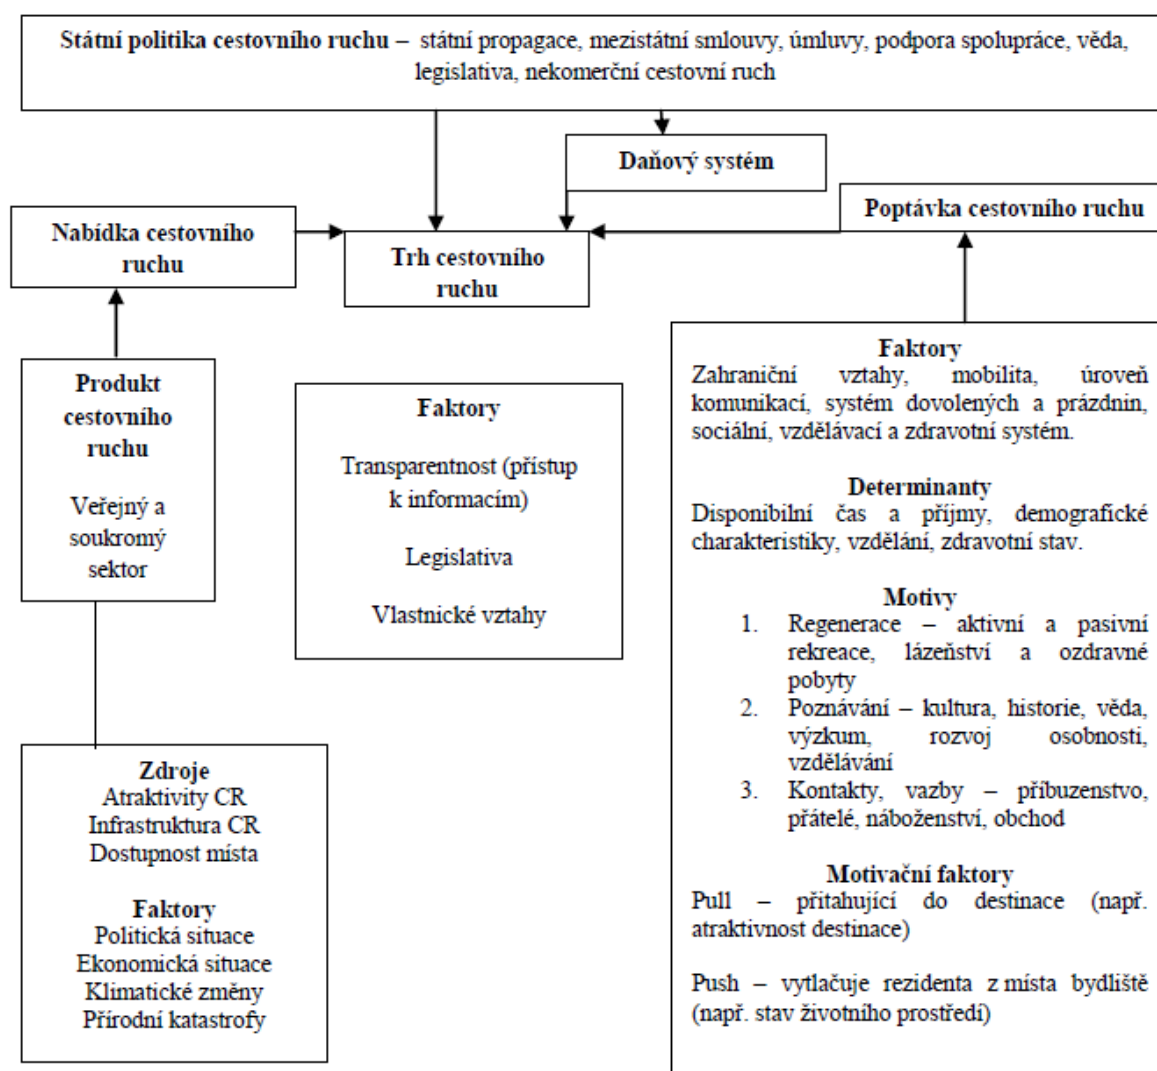 Státní politika cestovního ruchu – státní propagace, mezistátní smlouvy, úmluvy, podpora spolupráce, věda,
legislativa, nekomerční cestovní ruch
Daňový systém
Poptávka cestovního ruchu
Nabídka cestovního
ruchu
Trh cestovního
ruchu
Produkt
cestovního
ruchu
Veřejný a
soukromý
sektor
Faktory
Transparentnost (přístup
k informacím)
Legislativa
Vlastnické vztahy
Zdroje
Atraktivity CR
Infrastruktura CR
Dostupnost místa
Faktory
Politická situace
Ekonomická situace
Klimatické změny
Přírodní katastrofy
Faktory
Zahraniční vztahy, mobilita, úroveň
komunikací, systém dovolených a prázdnin,
sociální, vzdělávací a zdravotní systém.
Determinanty
Disponibilní čas a příjmy, demografické
charakteristiky, vzdělání, zdravotní stav.
Motivy
1. Regenerace – aktivní a pasivní
rekreace, lázeňství a ozdravné
pobyty
2. Poznávání – kultura, historie, věda,
výzkum, rozvoj osobnosti,
vzdělávání
3. Kontakty, vazby – příbuzenstvo,
přátelé, náboženství, obchod
Motivační faktory
Pull – přitahující do destinace (např.
atraktivnost destinace)
Push – vytlačuje rezidenta z místa bydliště
(např. stav životního prostředí)